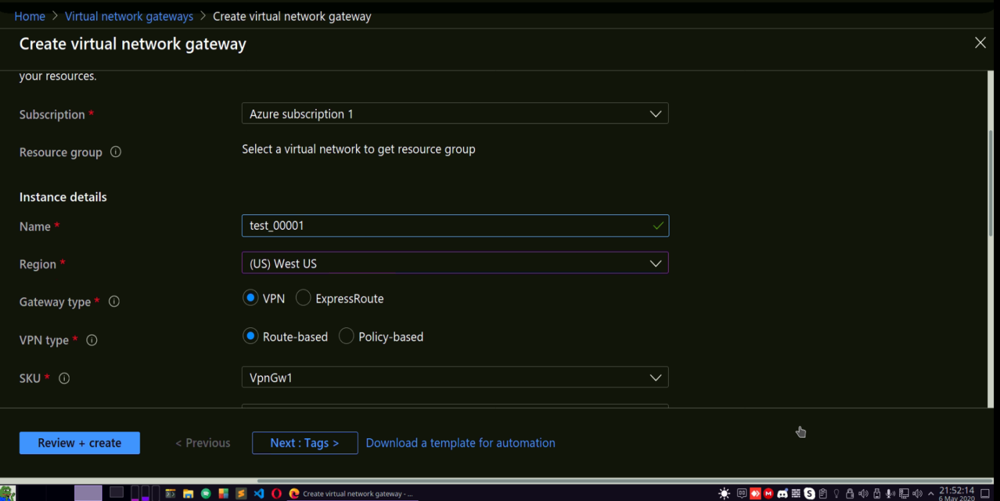 Home > Virtual network gateways > Create virtual network gateway
Create virtual network gateway
your resources.
Subscription *
Azure subscription 1
Resource group
Select a virtual network to get resource group
Instance details
Name *
test_00001
Region *
(US) West US
Gateway type *
VPN ExpressRoute
VPN type *
Route-based Policy-based
SKU *
VpnGw1
Review + create < Previous Next : Tags > Download a template for automation
Create virtual network gateway - ...
21:52:14
6 May 2020